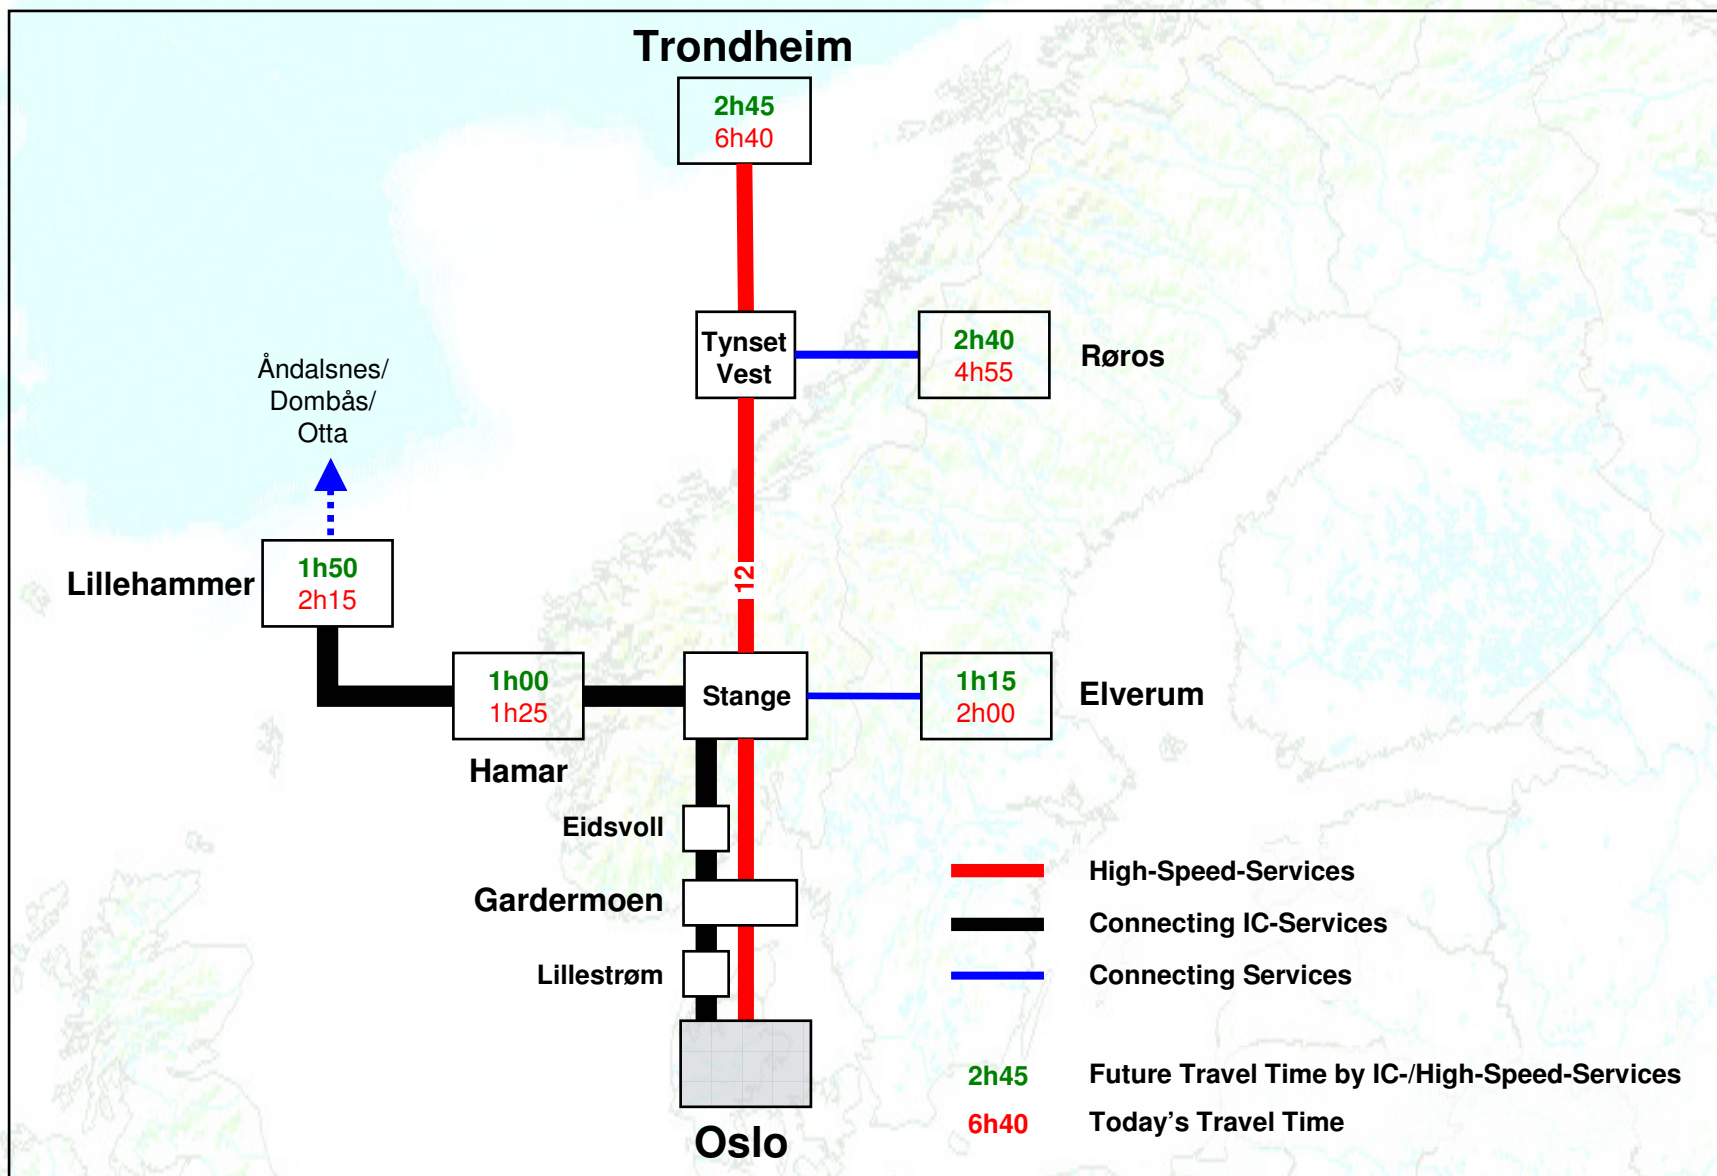 Trondheim
2h45
6h40
Tynset
Vest
2h40
4h55
Røros
Åndalsnes/
Dombås/
Otta
Lillehammer
1h50
2h15
12
1h00
1h25
Hamar
Stange
1h15
2h00
Elverum
Eidsvoll
Gardermoen
Lillestrøm
Oslo
High-Speed-Services
Connecting IC-Services
Connecting Services
2h45 Future Travel Time by IC-/High-Speed-Services
6h40 Today's Travel Time